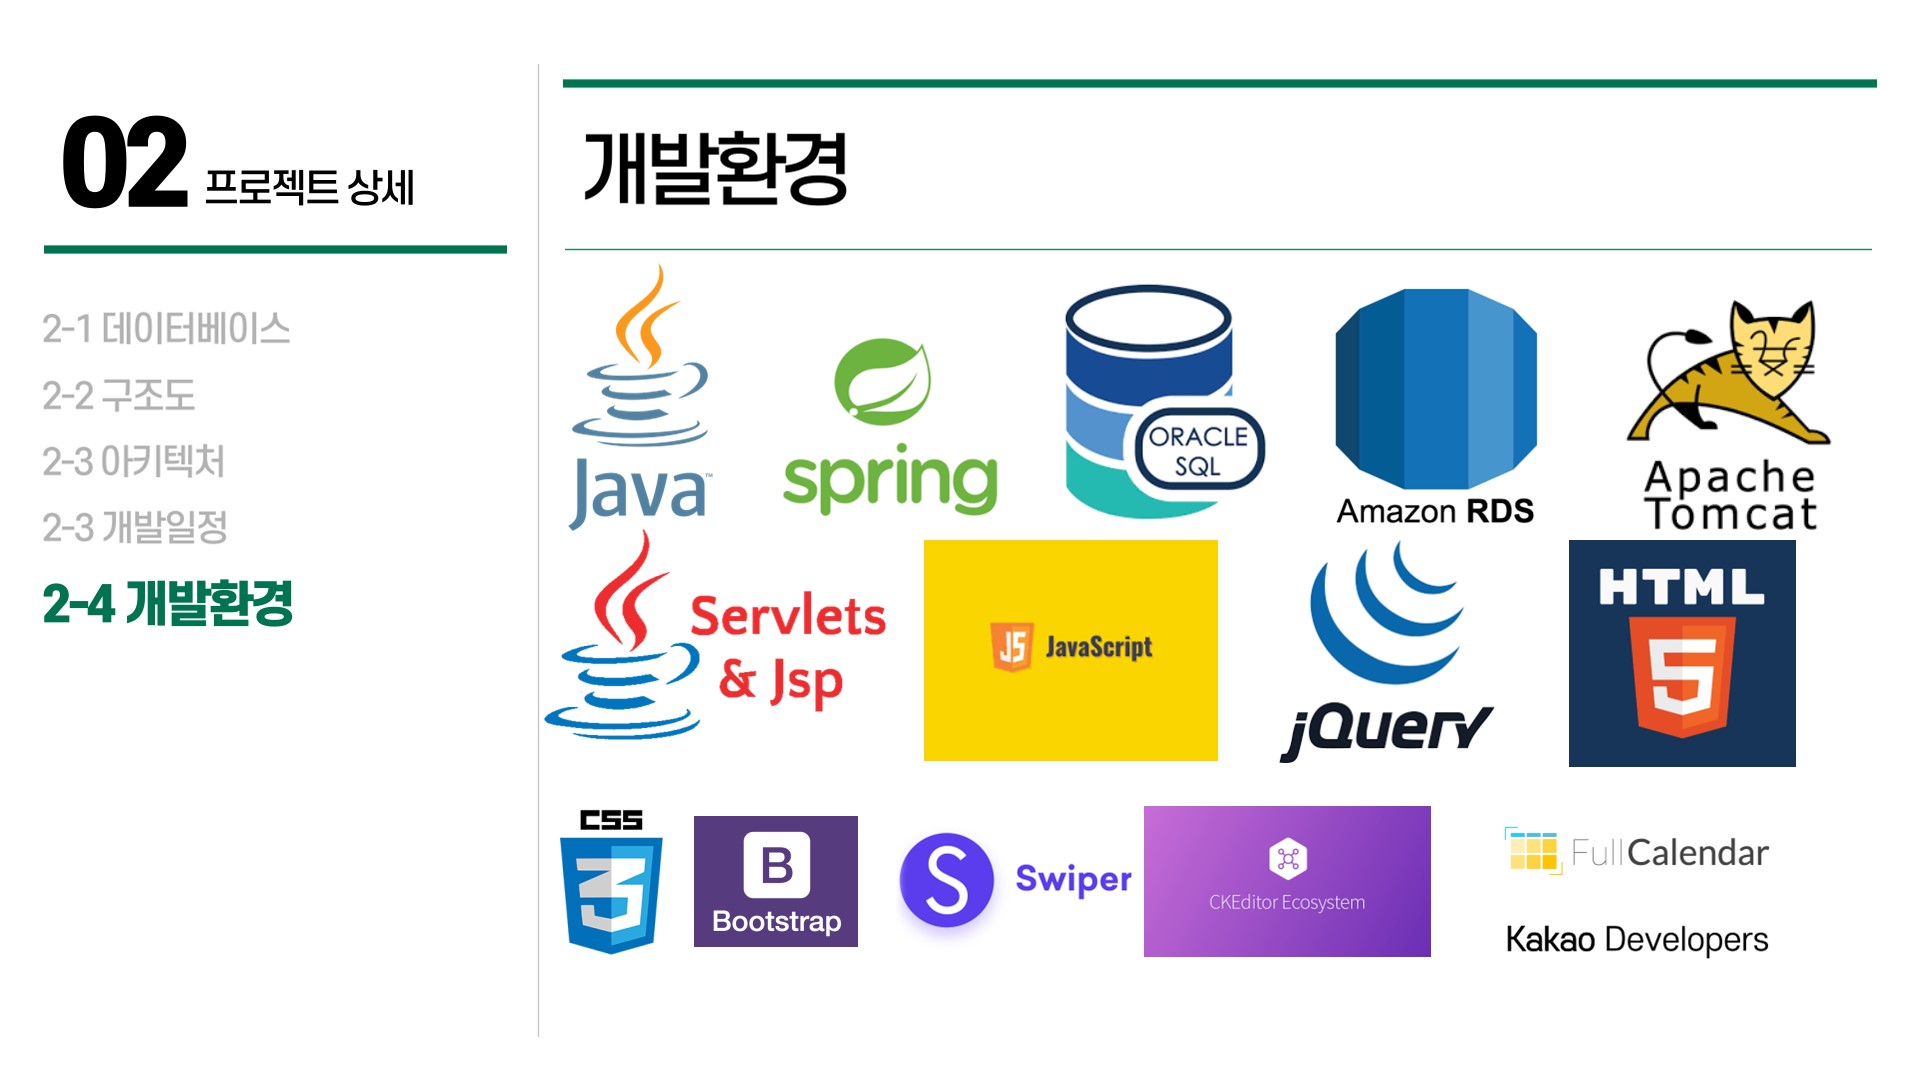 02 프로젝트 상세
2-1 데이터베이스
2-2 구조도
2-3 아키텍처
2-3 개발일정
2-4 개발환경
개발환경
Java™
spring
ORACLE
SQL
Amazon RDS
Apache
Tomcat
Servlets
& Jsp
JS JavaScript
jQuery
HTML
5
CSS
3
B
Bootstrap
S Swiper
CKEditor Ecosystem
FullCalendar
Kakao Developers